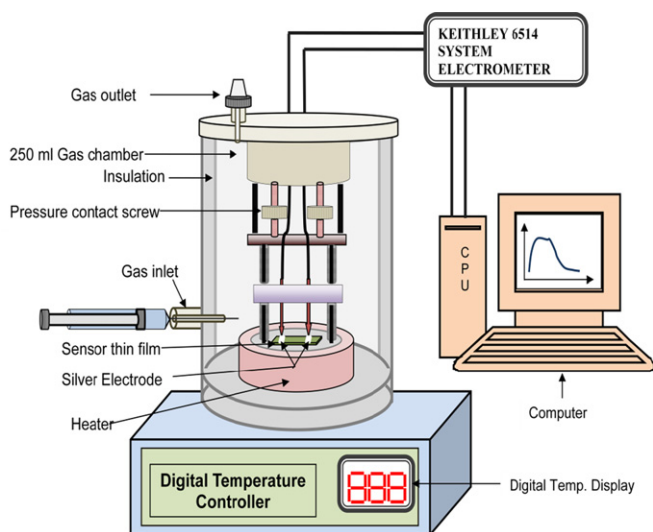 KEITHLEY 6514
SYSTEM
ELECTROMETER
Gas outlet
250 ml Gas chamber
Insulation
Pressure contact screw
Gas inlet
Sensor thin film
Silver Electrode
Heater
C
P
U
Computer
Digital Temperature
Controller
888
Digital Temp. Display